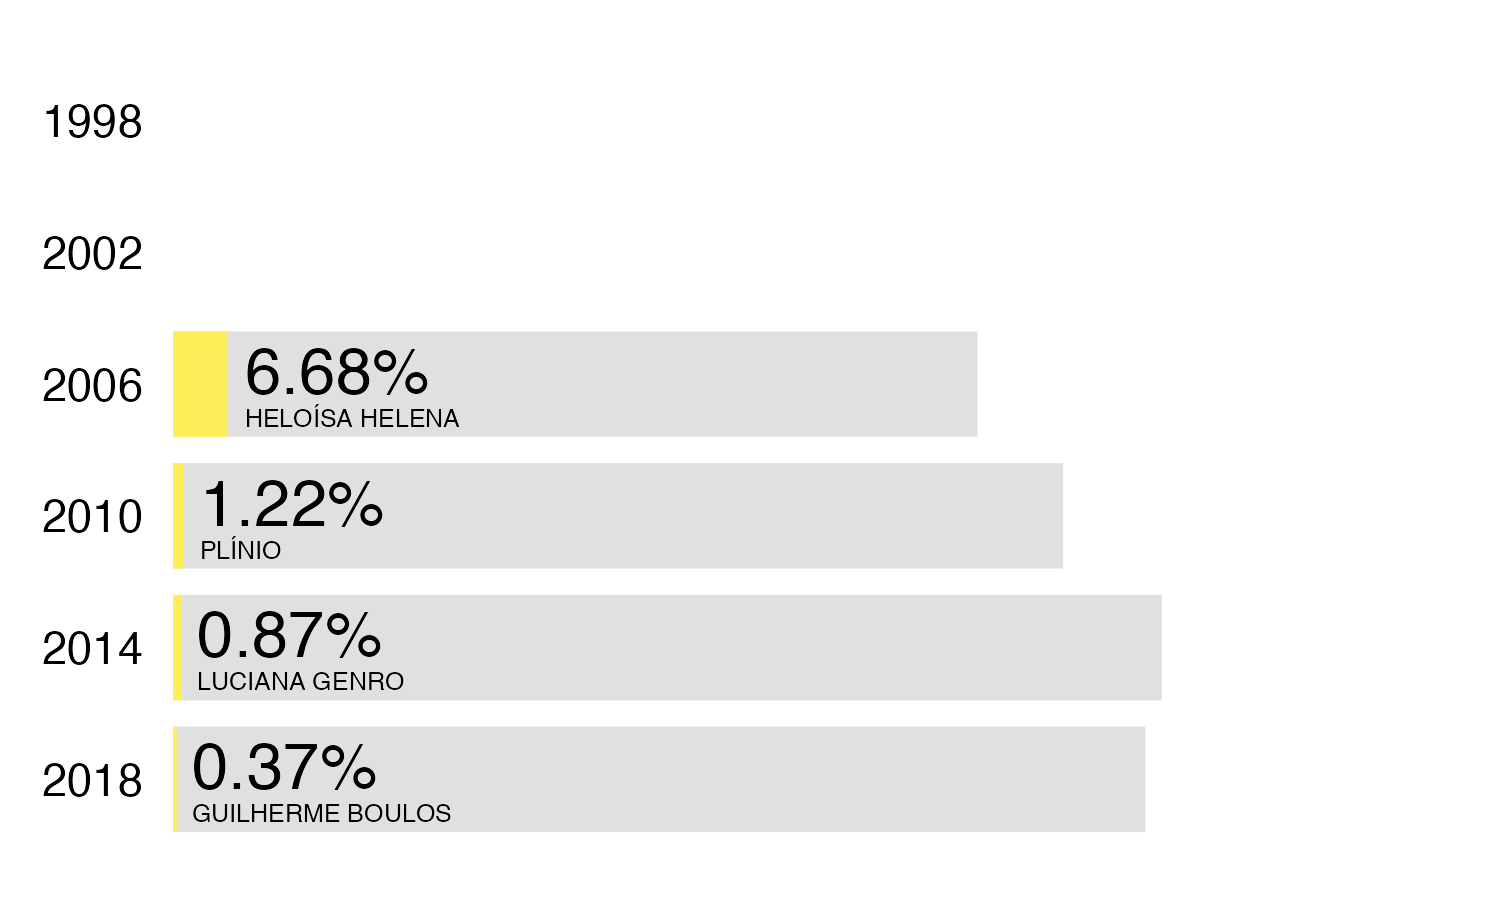 1998
2002
2006
6.68%
HELOÍSA HELENA
2010
1.22%
PLÍNIO
2014
0.87%
LUCIANA GENRO
2018
0.37%
GUILHERME BOULOS